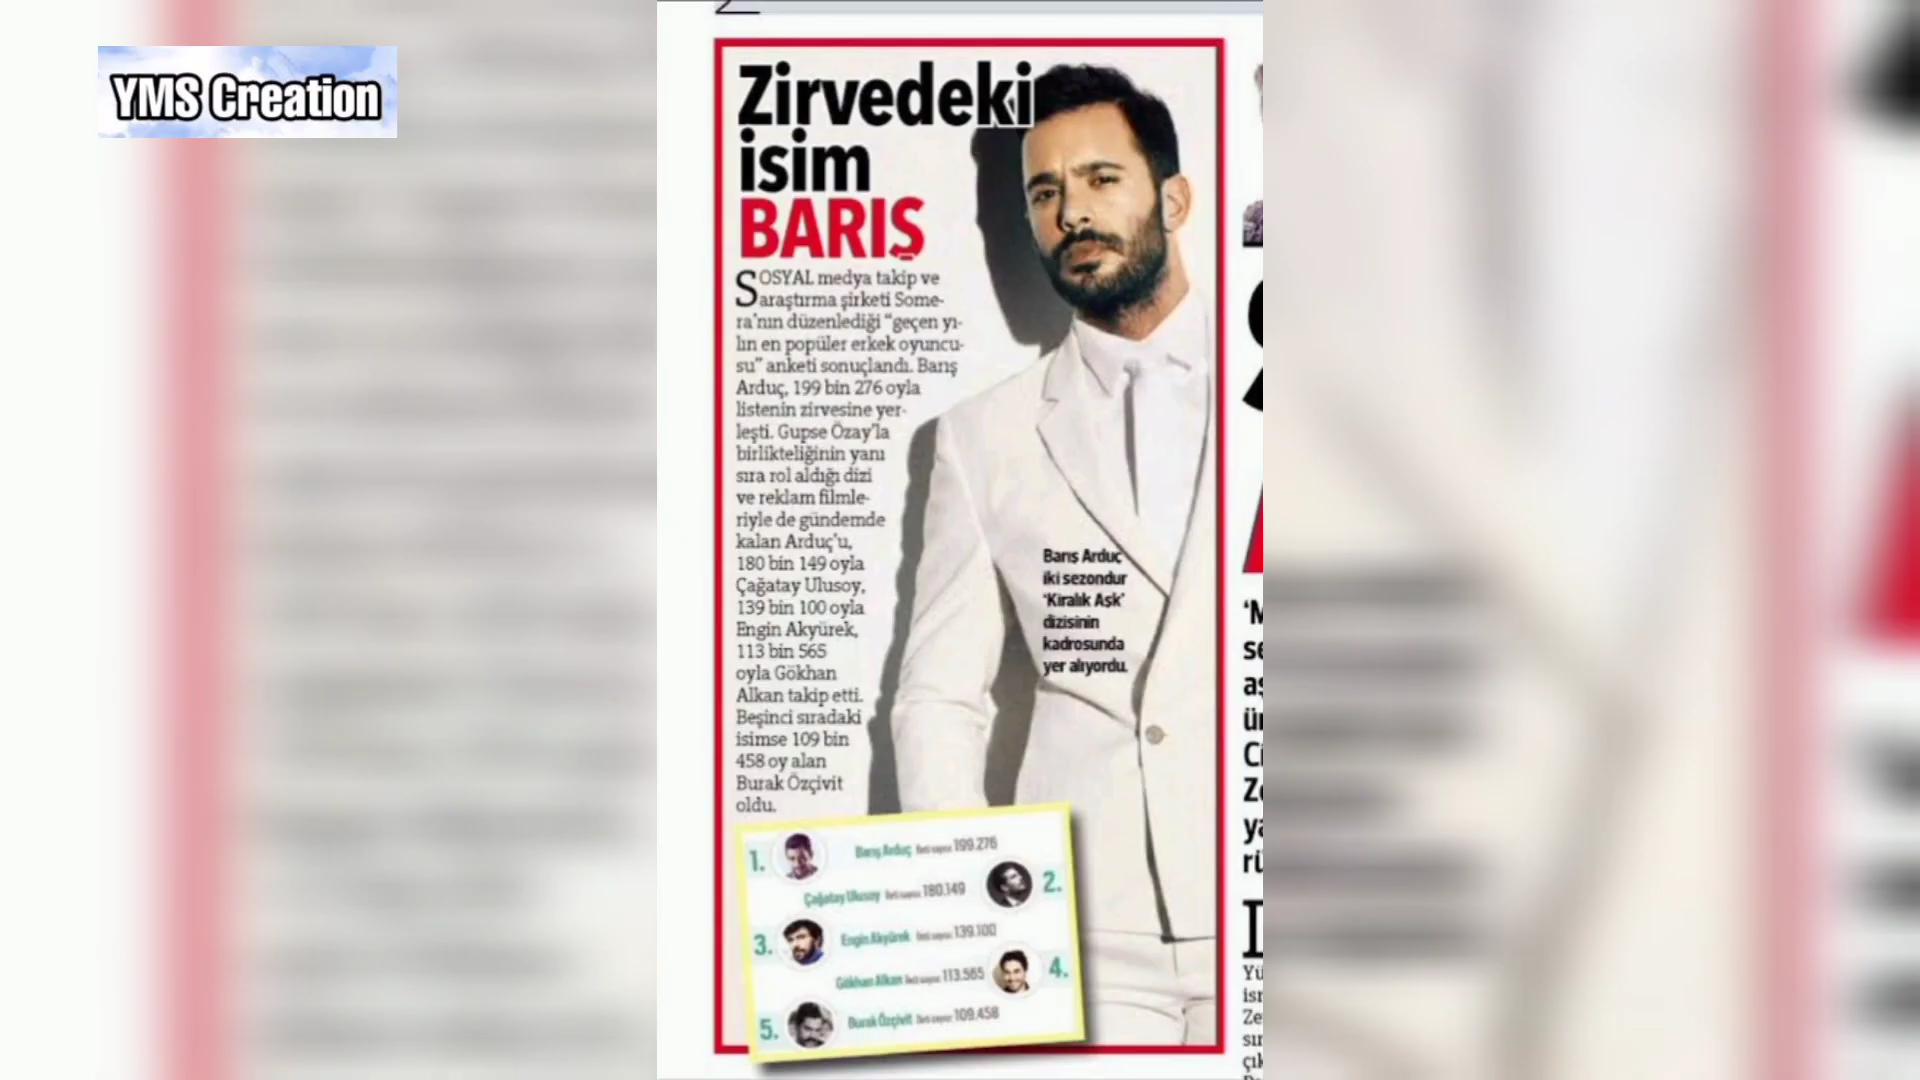 YMS Creation
Zirvedeki
isim
BARIŞ
SOSYAL medya takip ve
araştırma şirketi Some-
ra'nın düzenlediği “geçen yı-
lın en popüler erkek oyuncu-
su” anketi sonuçlandı. Barış
Arduç, 199 bin 276 oyla
listenin zirvesine yer-
leşti. Gupse Özay'la
birlikteliğinin yanı
sıra rol aldığı dizi
ve reklam filmle-
riyle de gündemde
kalan Arduç'u,
180 bin 149 oyla
Çağatay Ulusoy,
139 bin 100 oyla
Engin Akyürek,
113 bin 565
oyla Gökhan
Alkan takip etti.
Beşinci sıradaki
isimse 109 bin
458 oy alan
Burak Özçivit
oldu.
Barış Arduç
iki sezondur
‘Kiralık Aşk’
dizisinin
kadrosunda
yer alıyordu.
1. Barış Arduç 199.276
Çağatay Ulusoy 180.149 2.
3. Engin Akyürek 139.100
Gökhan Alkan 113.565 4.
5. Burak Özçivit 109.458